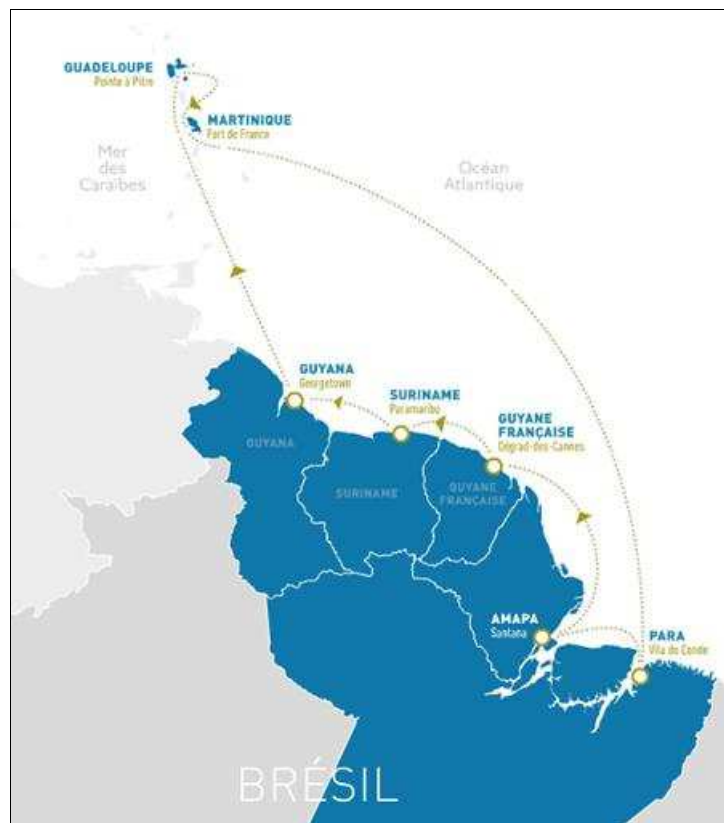 GUADELOUPE
Pointe à Pitre
MARTINIQUE
Fort de France
Mer
des
Caraïbes
Océan
Atlantique
GUYANA
Georgetown
SURINAME
Paramaribo
GUYANE
FRANÇAISE
Dégrad-des-Cannes
GUYANA
SURINAME
GUYANE
FRANÇAISE
AMAPA
Santana
PARA
Vila do Conde
BRÉSIL